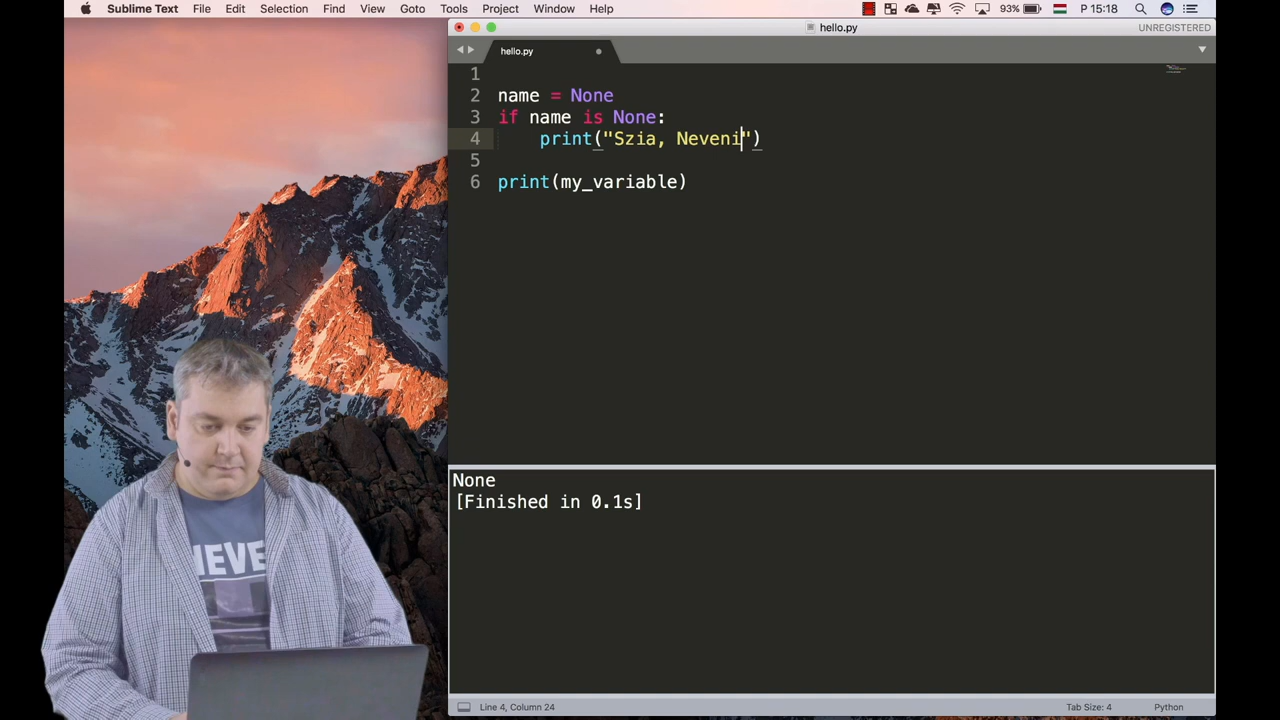 Sublime Text File Edit Selection Find View Goto Tools Project Window Help 93% P 15:18
hello.py UNREGISTERED
hello.py
1
2 name = None
3 if name is None:
4 print("Szia, Neveni")
5
6 print(my_variable)
None
[Finished in 0.1s]
NEVE
Line 4, Column 24 Tab Size: 4 Python